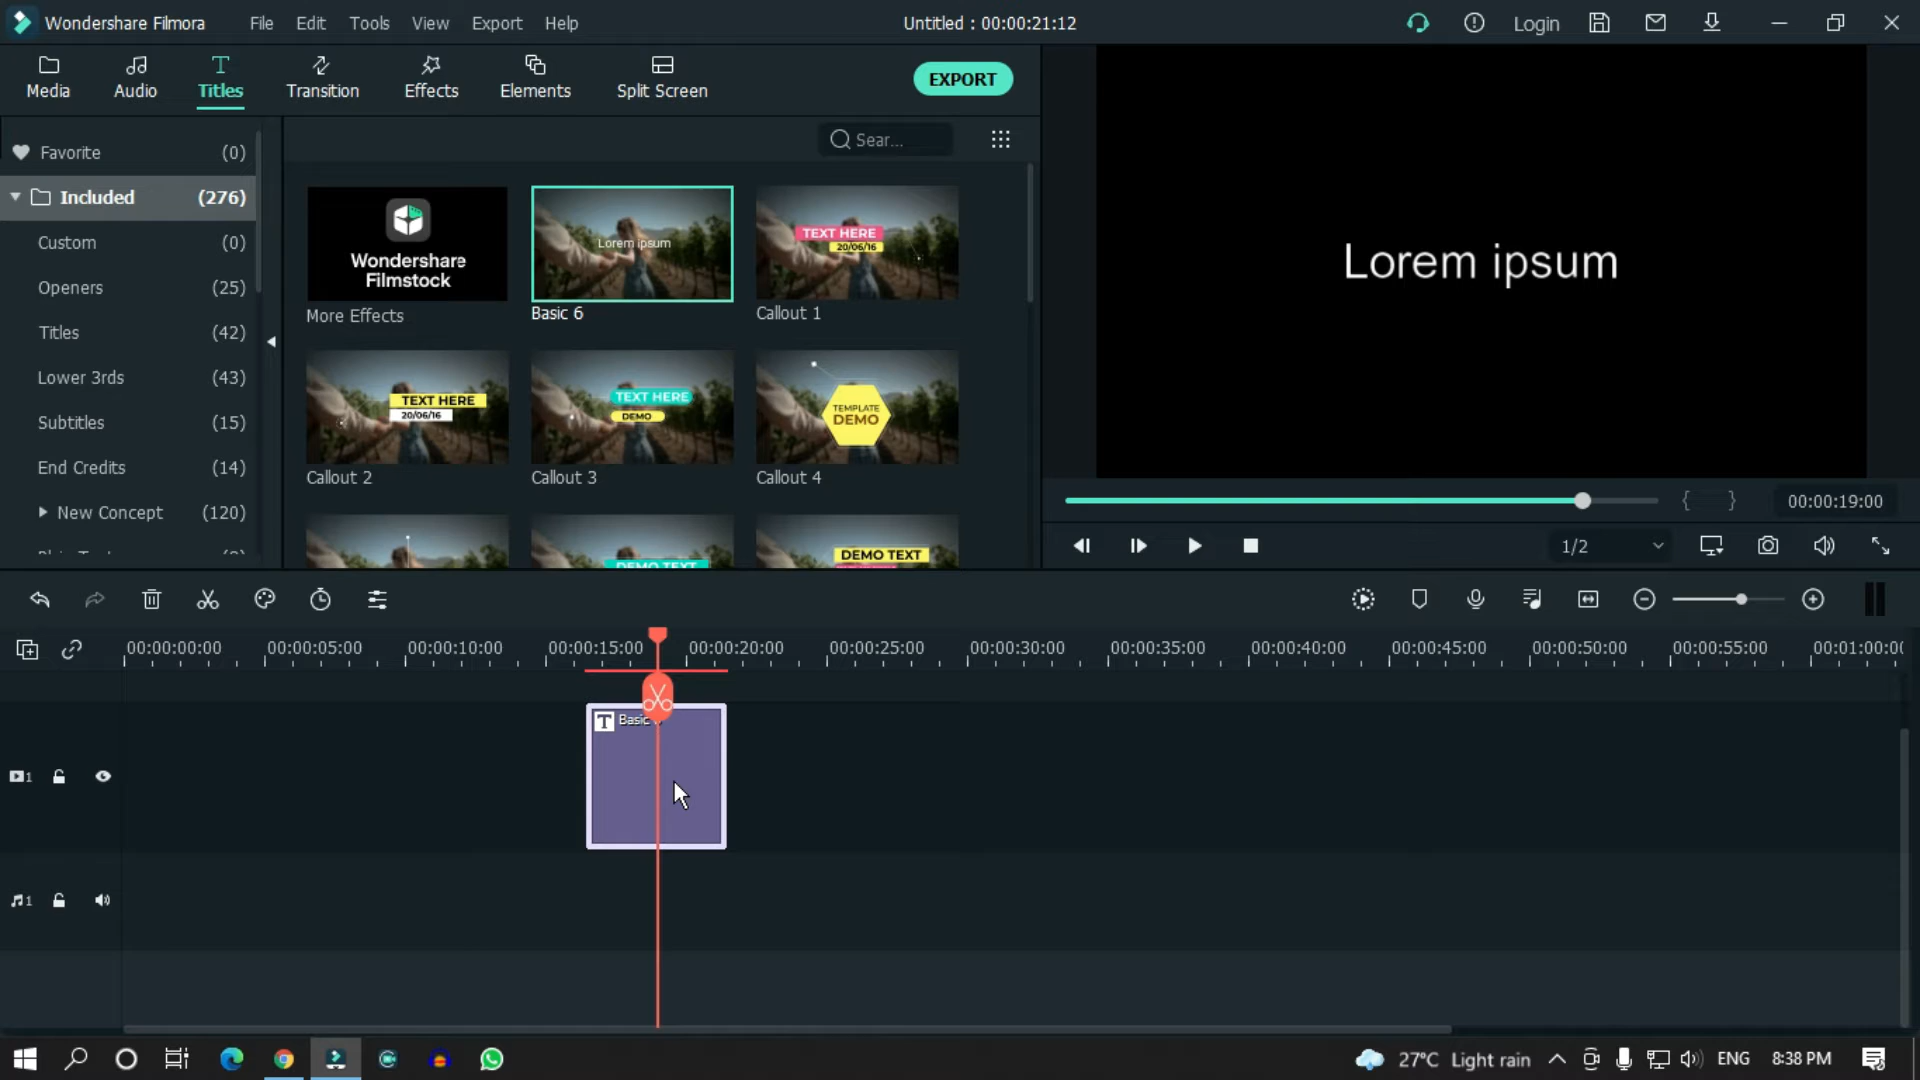 Wondershare Filmora File Edit Tools View Export Help Untitled : 00:00:21:12 Login
Media Audio Titles Transition Effects Elements Split Screen EXPORT
Favorite (0)
Included (276)
Custom (0)
Openers (25)
Titles (42)
Lower 3rds (43)
Subtitles (15)
End Credits (14)
New Concept (120)
Sear...
Wondershare
Filmstock
More Effects
Lorem ipsum
Basic 6
TEXT HERE
20/06/16
Callout 1
TEXT HERE
20/06/16
Callout 2
TEXT HERE
DEMO
Callout 3
TEMPLATE
DEMO
Callout 4
DEMO TEXT
DEMO TEXT
Lorem ipsum
{ } 00:00:19:00
1/2
00:00:00:00 00:00:05:00 00:00:10:00 00:00:15:00 00:00:20:00 00:00:25:00 00:00:30:00 00:00:35:00 00:00:40:00 00:00:45:00 00:00:50:00 00:00:55:00
T Basic
1
1
27°C Light rain ENG 8:38 PM